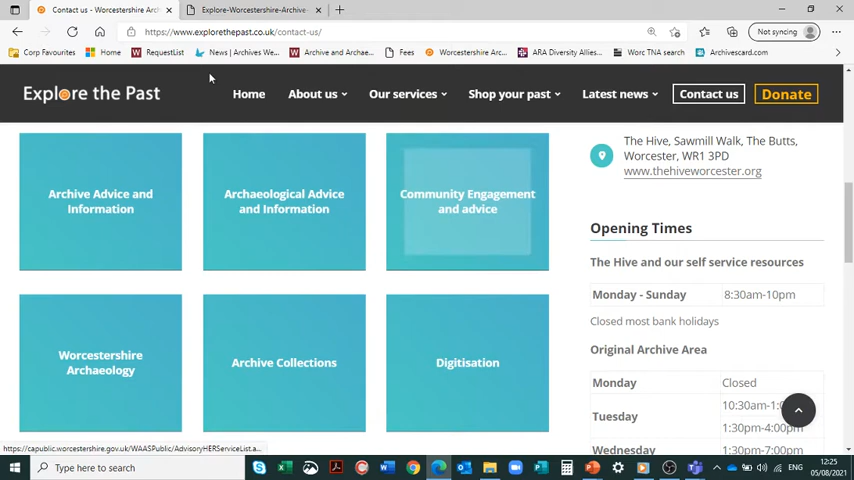 Contact us - Worcestershire Arch
Explore-Worcestershire-Archive-
https://www.explorethepast.co.uk/contact-us/
Not syncing
Corp Favourites
Home
RequestList
News | Archives We...
Archive and Archae...
Fees
Worcestershire Arc...
ARA Diversity Allies...
Worc TNA search
Archivescard.com
Explore the Past
Home
About us
Our services
Shop your past
Latest news
Contact us
Donate
Archive Advice and
Information
Archaeological Advice
and Information
Community Engagement
and advice
The Hive, Sawmill Walk, The Butts,
Worcester, WR1 3PD
www.thehiveworcester.org
Opening Times
The Hive and our self service resources
Monday - Sunday
8:30am-10pm
Closed most bank holidays
Worcestershire
Archaeology
Archive Collections
Digitisation
Original Archive Area
Monday
Closed
Tuesday
10:30am-1:0
1:30pm-4:00pm
Wednesday
1:30pm-7:00pm
https://capublic.worcestershire.gov.uk/WAASPublic/AdvisoryHERServiceList.a...
Type here to search
ENG
12:25
05/08/2021